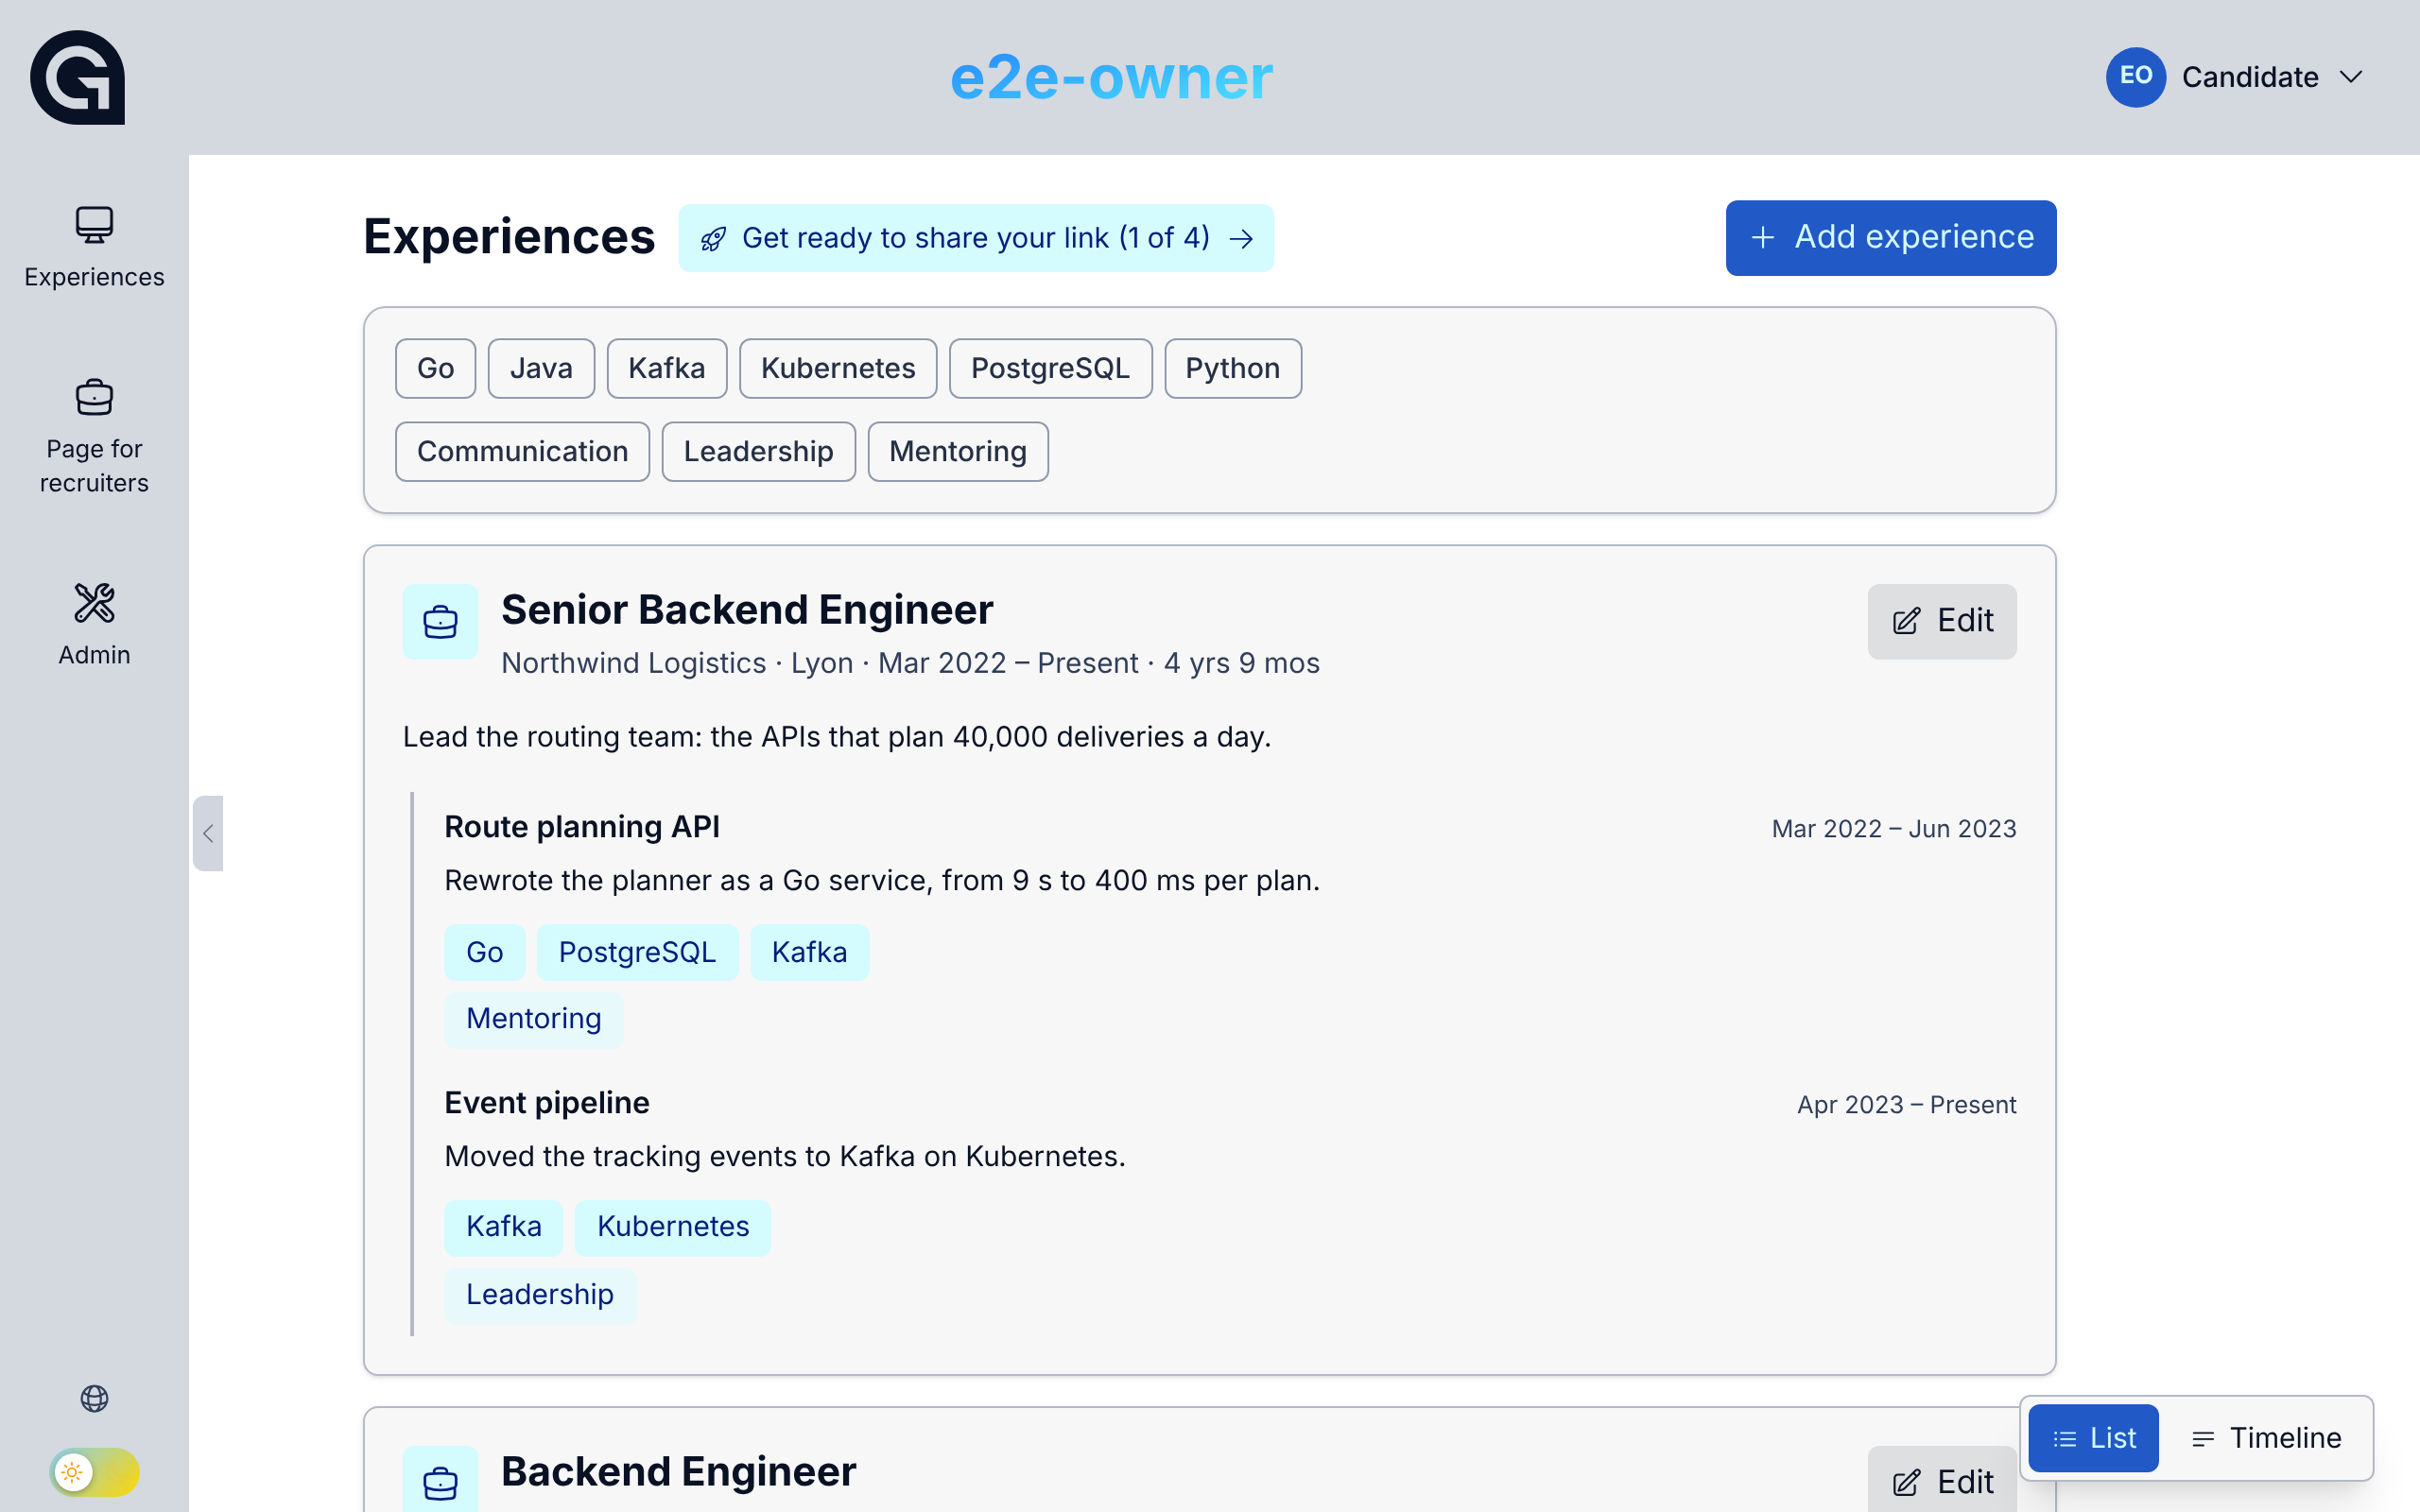 e2e-owner
EO Candidate
Experiences
Page for
recruiters
Admin
Experiences
Get ready to share your link (1 of 4)
Add experience
Go Java Kafka Kubernetes PostgreSQL Python
Communication Leadership Mentoring
Senior Backend Engineer
Edit
Northwind Logistics · Lyon · Mar 2022 – Present · 4 yrs 9 mos
Lead the routing team: the APIs that plan 40,000 deliveries a day.
Route planning API
Mar 2022 – Jun 2023
Rewrote the planner as a Go service, from 9 s to 400 ms per plan.
Go PostgreSQL Kafka
Mentoring
Event pipeline
Apr 2023 – Present
Moved the tracking events to Kafka on Kubernetes.
Kafka Kubernetes
Leadership
Backend Engineer
Edit
List Timeline